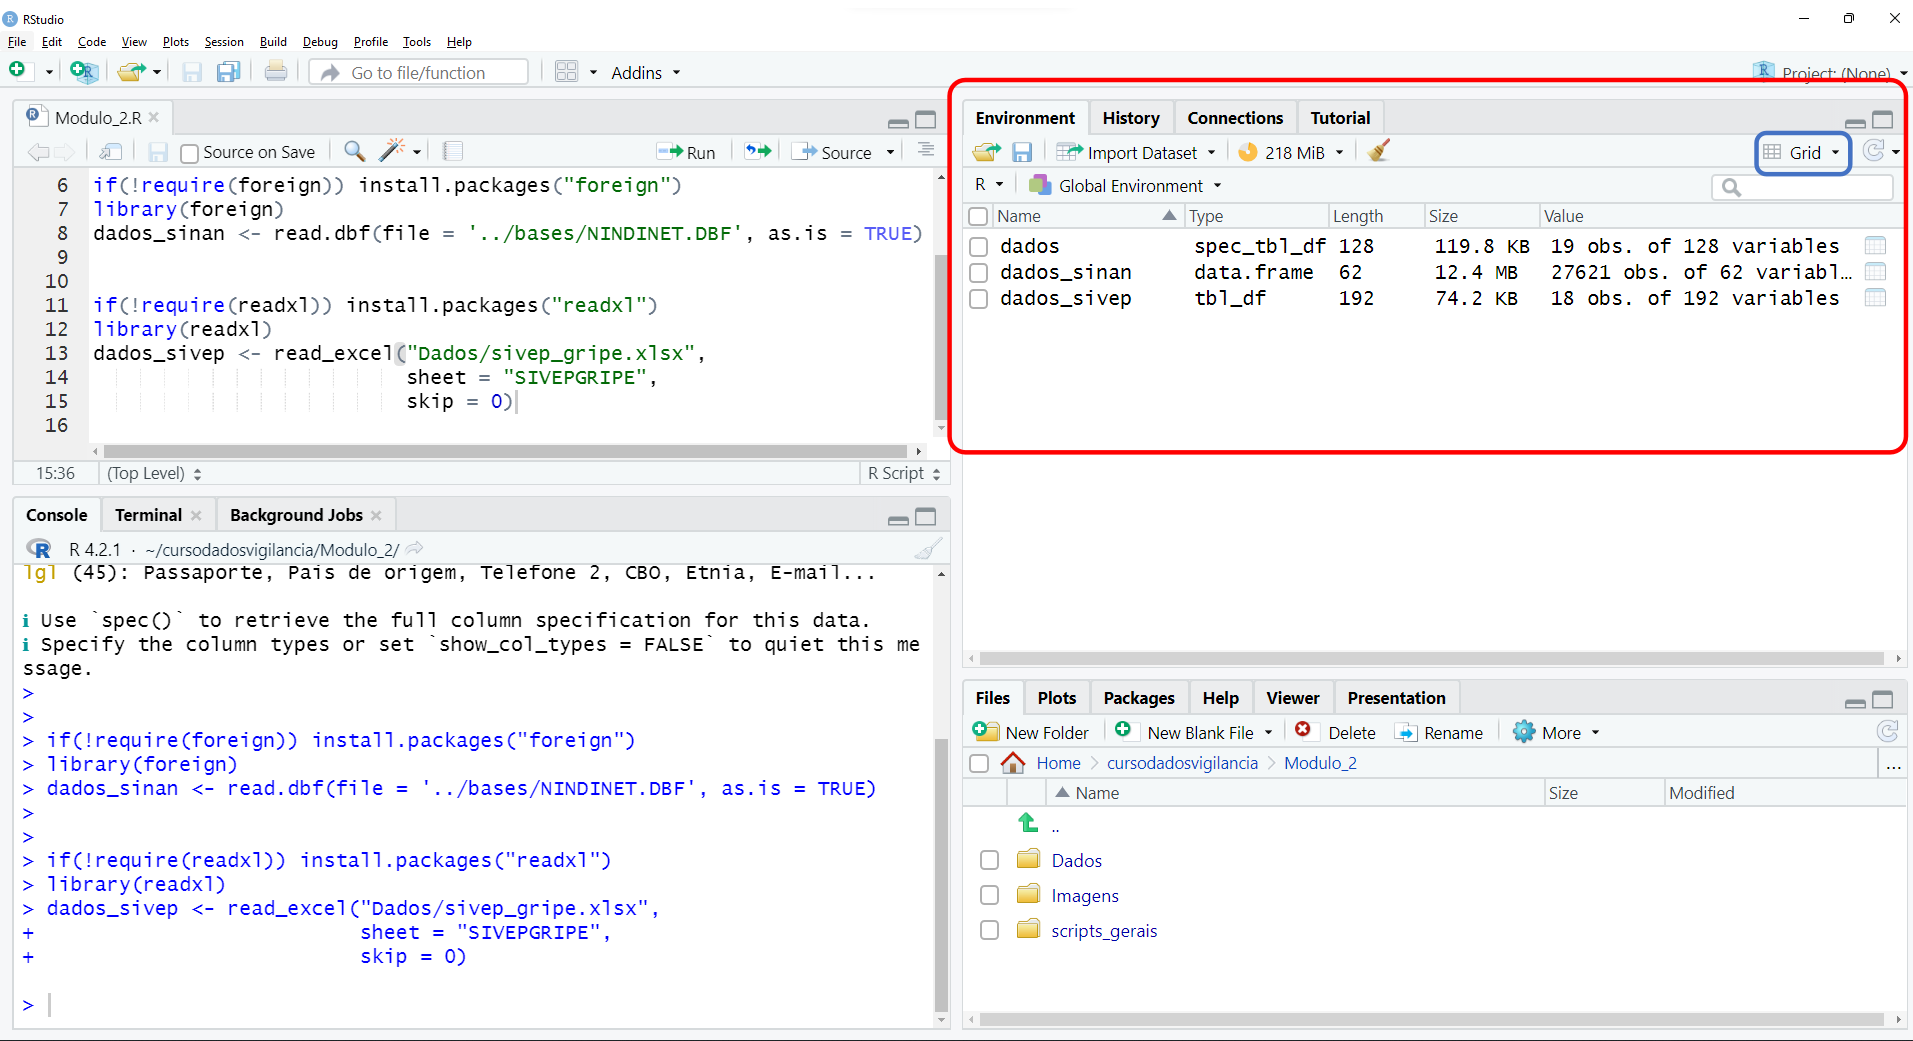 RStudio
File Edit Code View Plots Session Build Debug Profile Tools Help
Go to file/function Addins
Project: (None)
Modulo_2.R
Source on Save Run Source
6 if(!require(foreign)) install.packages("foreign")
7 library(foreign)
8 dados_sinan <- read.dbf(file = '../bases/NINDINET.DBF', as.is = TRUE)
9
10
11 if(!require(readxl)) install.packages("readxl")
12 library(readxl)
13 dados_sivep <- read_excel("Dados/sivep_gripe.xlsx",
14 sheet = "SIVEPGRIPE",
15 skip = 0)
16
15:36 (Top Level) R Script
Console Terminal Background Jobs
R 4.2.1 · ~/cursodadosvigilancia/Modulo_2/
lgl (45): Passaporte, Pais de origem, Telefone 2, CBO, Etnia, E-mail...
i Use `spec()` to retrieve the full column specification for this data.
i Specify the column types or set `show_col_types = FALSE` to quiet this me
ssage.
>
>
> if(!require(foreign)) install.packages("foreign")
> library(foreign)
> dados_sinan <- read.dbf(file = '../bases/NINDINET.DBF', as.is = TRUE)
>
>
> if(!require(readxl)) install.packages("readxl")
> library(readxl)
> dados_sivep <- read_excel("Dados/sivep_gripe.xlsx",
+ sheet = "SIVEPGRIPE",
+ skip = 0)
>
Environment History Connections Tutorial
Import Dataset 218 MiB Grid
R Global Environment
Name Type Length Size Value
dados spec_tbl_df 128 119.8 KB 19 obs. of 128 variables
dados_sinan data.frame 62 12.4 MB 27621 obs. of 62 variabl...
dados_sivep tbl_df 192 74.2 KB 18 obs. of 192 variables
Files Plots Packages Help Viewer Presentation
New Folder New Blank File Delete Rename More
Home > cursodadosvigilancia > Modulo_2 ...
Name Size Modified
..
Dados
Imagens
scripts_gerais